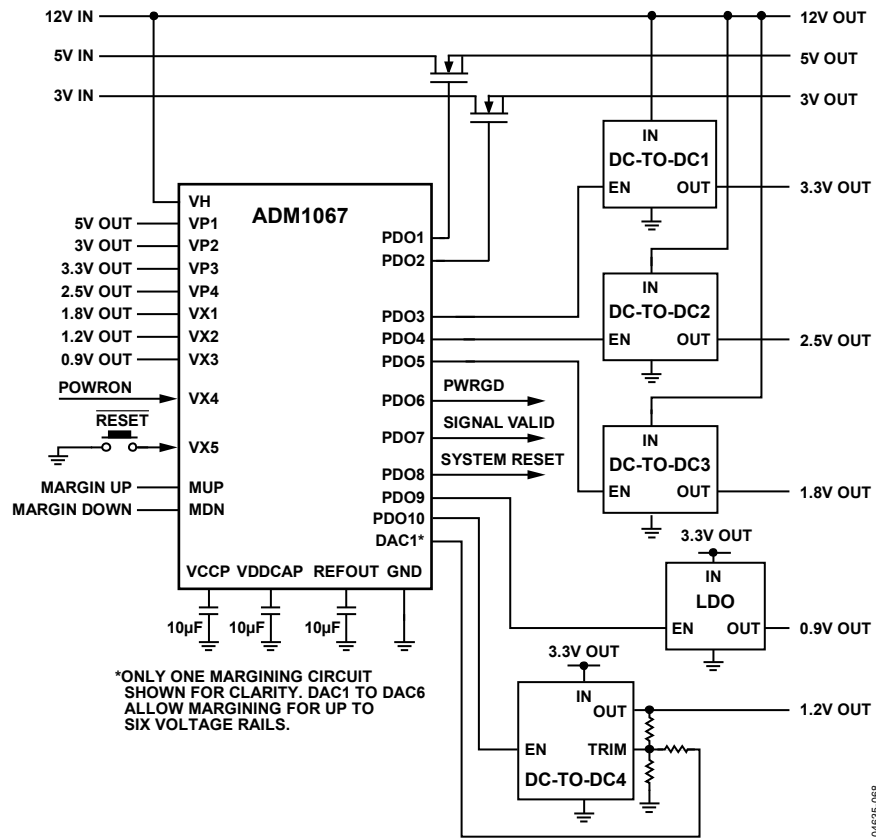 12V IN
12V OUT
5V IN
5V OUT
3V IN
3V OUT
IN
DC-TO-DC1
EN OUT
3.3V OUT
ADM1067
VH
5V OUT
VP1
3V OUT
VP2
3.3V OUT
VP3
2.5V OUT
VP4
1.8V OUT
VX1
1.2V OUT
VX2
0.9V OUT
VX3
POWRON
VX4
RESET
VX5
MARGIN UP
MUP
MARGIN DOWN
MDN
PDO1
PDO2
PDO3
PDO4
PDO5
PDO6
PWRGD
PDO7
SIGNAL VALID
PDO8
SYSTEM RESET
PDO9
PDO10
DAC1*
VCCP VDDCAP REFOUT GND
10µF 10µF 10µF
IN
DC-TO-DC2
EN OUT
2.5V OUT
IN
DC-TO-DC3
EN OUT
1.8V OUT
3.3V OUT
IN
LDO
EN OUT
0.9V OUT
3.3V OUT
IN
OUT
1.2V OUT
EN TRIM
DC-TO-DC4
*ONLY ONE MARGINING CIRCUIT
SHOWN FOR CLARITY. DAC1 TO DAC6
ALLOW MARGINING FOR UP TO
SIX VOLTAGE RAILS.
04635-068